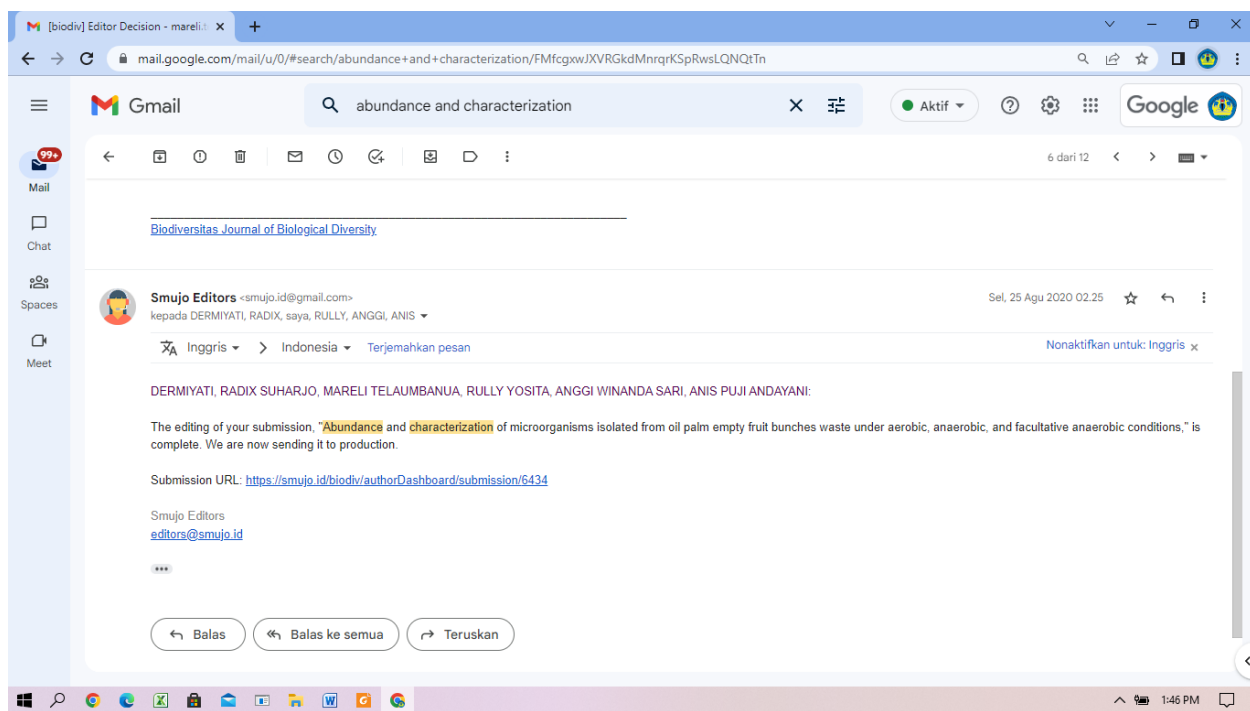 [biodiv] Editor Decision - mareli.t
mail.google.com/mail/u/0/#search/abundance+and+characterization/FMfcgxwJXVRGkdMnrqrKSpRwsLQNQtTn
Gmail
abundance and characterization
Aktif
Google
99+
Mail
6 dari 12
Chat
Spaces
Meet
Biodiversitas Journal of Biological Diversity
Smujo Editors <smujo.id@gmail.com>
Sel, 25 Agu 2020 02.25
kepada DERMIYATI, RADIX, saya, RULLY, ANGGI, ANIS
Inggris > Indonesia Terjemahkan pesan
Nonaktifkan untuk: Inggris x
DERMIYATI, RADIX SUHARJO, MARELI TELAUMBANUA, RULLY YOSITA, ANGGI WINANDA SARI, ANIS PUJI ANDAYANI:
The editing of your submission, "Abundance and characterization of microorganisms isolated from oil palm empty fruit bunches waste under aerobic, anaerobic, and facultative anaerobic conditions," is
complete. We are now sending it to production.
Submission URL: https://smujo.id/biodiv/authorDashboard/submission/6434
Smujo Editors
editors@smujo.id
Balas
Balas ke semua
Teruskan
1:46 PM